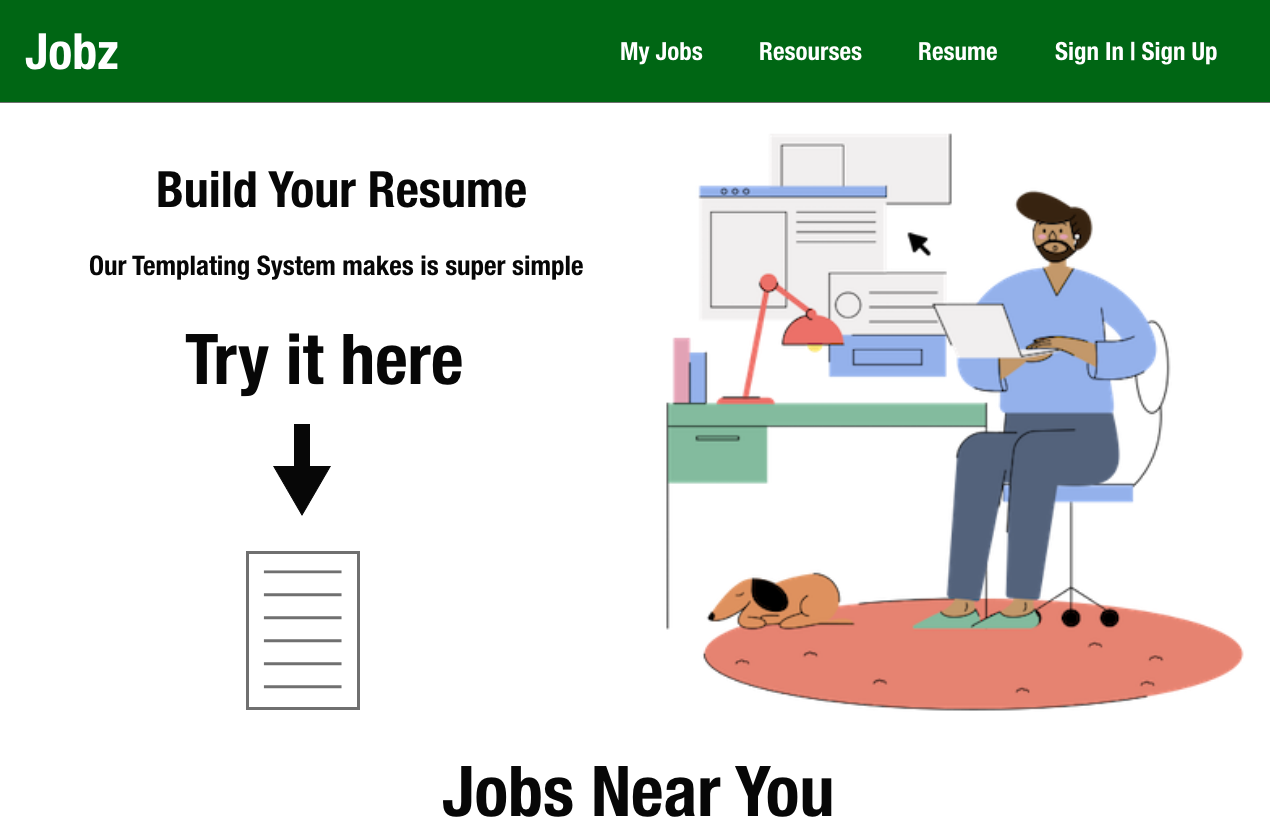 Jobz
My Jobs Resourses Resume Sign In | Sign Up
Build Your Resume
Our Templating System makes is super simple
Try it here
Jobs Near You